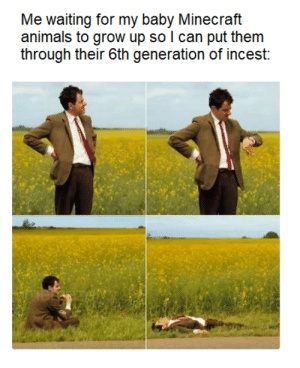 Me waiting for my baby Minecraft
animals to grow up so I can put them
through their 6th generation of incest: